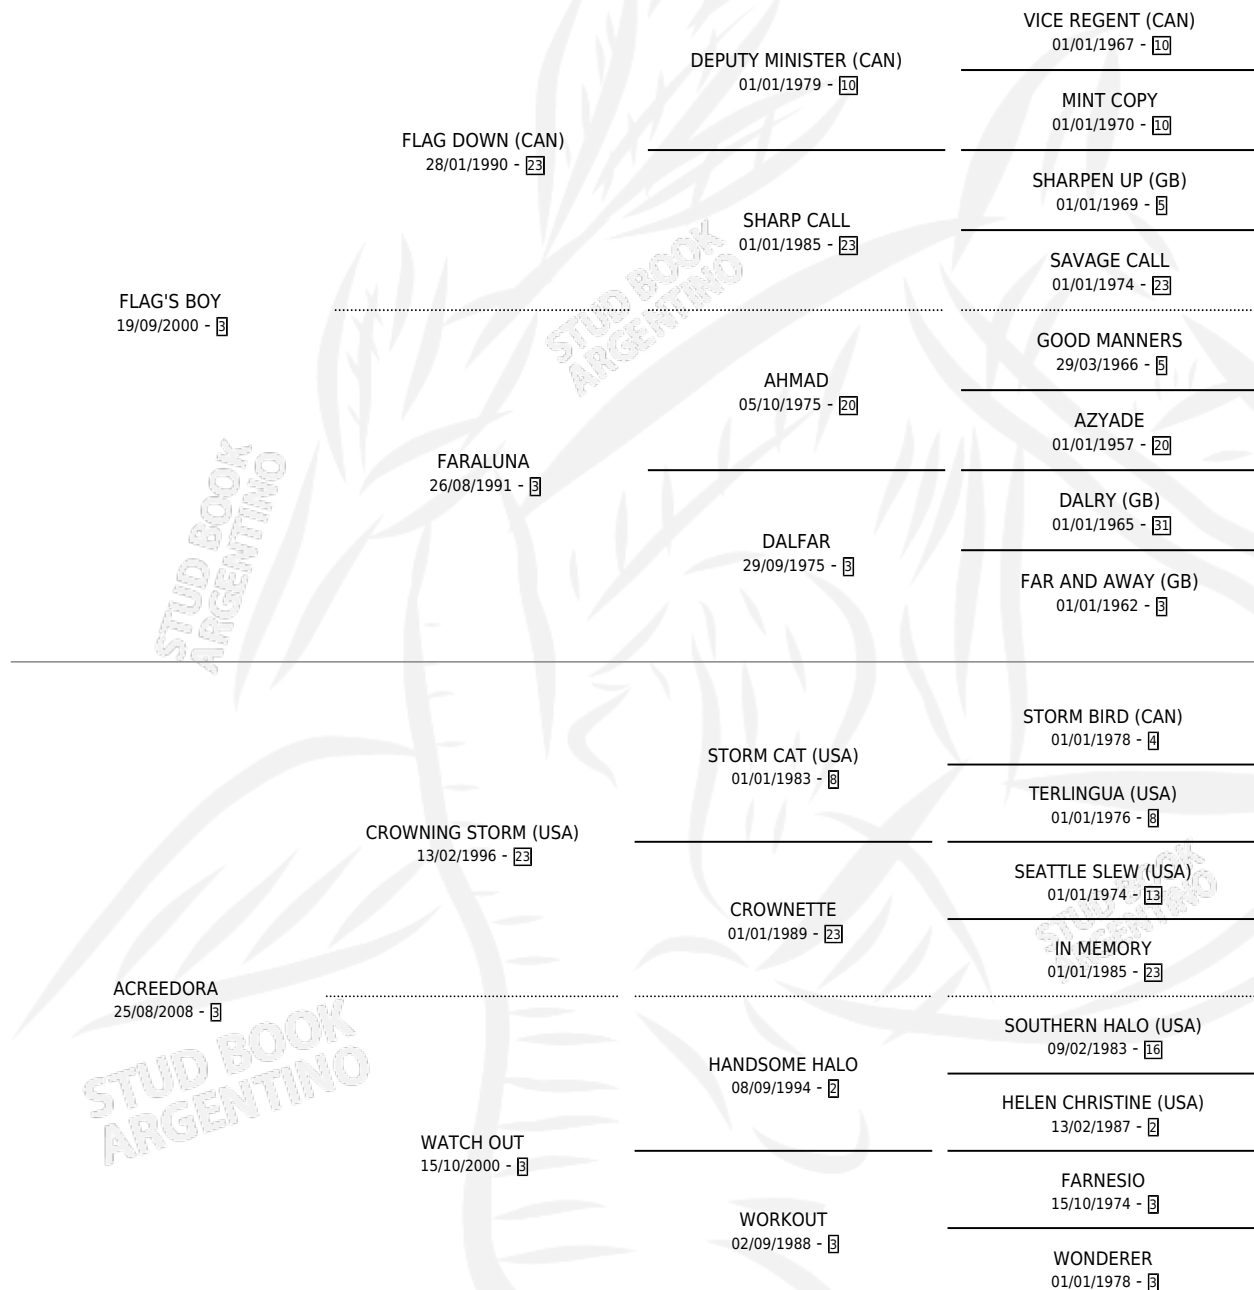 VICE REGENT (CAN)
01/01/1967 - 10
DEPUTY MINISTER (CAN)
01/01/1979 - 10
MINT COPY
01/01/1970 - 10
FLAG DOWN (CAN)
28/01/1990 - 23
SHARPEN UP (GB)
01/01/1969 - 5
SHARP CALL
01/01/1985 - 23
SAVAGE CALL
01/01/1974 - 23
FLAG'S BOY
19/09/2000 - 3
STUD BOOK
ARGENTINO
GOOD MANNERS
29/03/1966 - 5
AHMAD
05/10/1975 - 20
AZYADE
01/01/1957 - 20
FARALUNA
26/08/1991 - 3
STUD BOOK
ARGENTINO
DALRY (GB)
01/01/1965 - 31
DALFAR
29/09/1975 - 3
FAR AND AWAY (GB)
01/01/1962 - 3
STORM BIRD (CAN)
01/01/1978 - 4
STORM CAT (USA)
01/01/1983 - 8
TERLINGUA (USA)
01/01/1976 - 8
CROWNING STORM (USA)
13/02/1996 - 23
SEATTLE SLEW (USA)
01/01/1974 - 13
STUD BOOK
ARGENTINO
CROWNETTE
01/01/1989 - 23
IN MEMORY
01/01/1985 - 23
ACREEDORA
25/08/2008 - 3
STUD BOOK
ARGENTINO
SOUTHERN HALO (USA)
09/02/1983 - 16
HANDSOME HALO
08/09/1994 - 2
HELEN CHRISTINE (USA)
13/02/1987 - 2
WATCH OUT
15/10/2000 - 3
FARNESIO
15/10/1974 - 3
WORKOUT
02/09/1988 - 3
WONDERER
01/01/1978 - 3